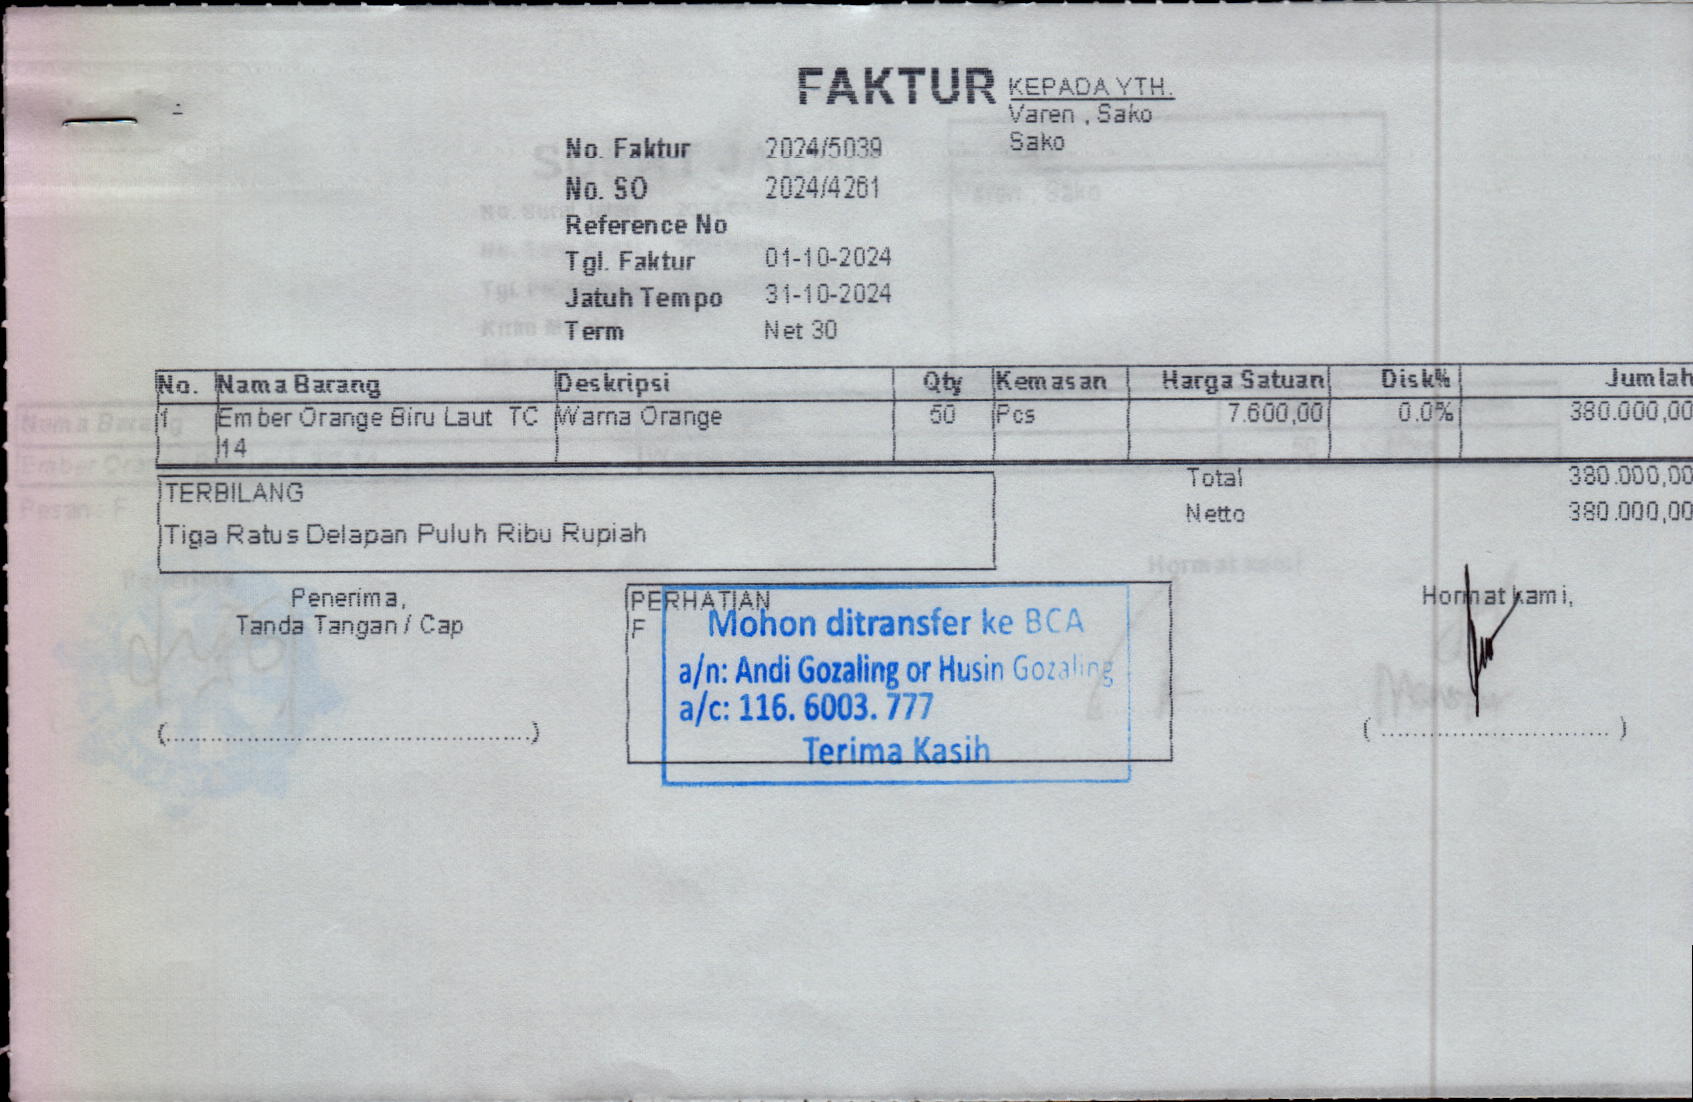 FAKTUR
KEPADA YTH.
Varen , Sako
Sako
No. Faktur 2024/5039
No. SO 2024/4261
Reference No
Tgl. Faktur 01-10-2024
Jatuh Tempo 31-10-2024
Term Net 30
No. Nama Barang Deskripsi Qty Kemasan Harga Satuan Disk% Jumlah
1 Ember Orange Biru Laut TC Warna Orange 50 Pcs 7.600,00 0.0% 380.000,00
14
Total 380.000,00
Netto 380.000,00
TERBILANG
Tiga Ratus Delapan Puluh Ribu Rupiah
Penerima,
Tanda Tangan / Cap
(............................................)
PERHATIAN
F
Mohon ditransfer ke BCA
a/n: Andi Gozaling or Husin Gozaling
a/c: 116. 6003. 777
Terima Kasih
Hormat kami,
( ............................ )